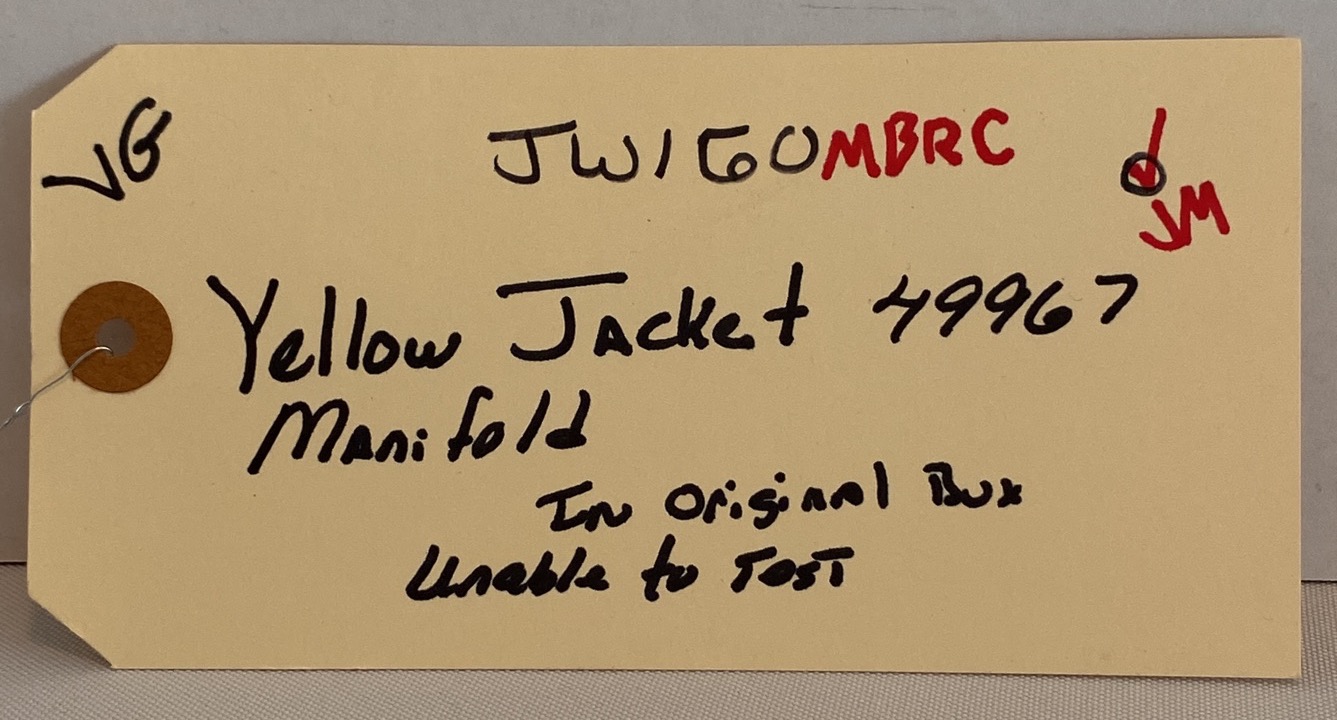 VG
JW160MBRC
JM
Yellow Jacket 49967
Manifold
In Original Box
Unable to Test